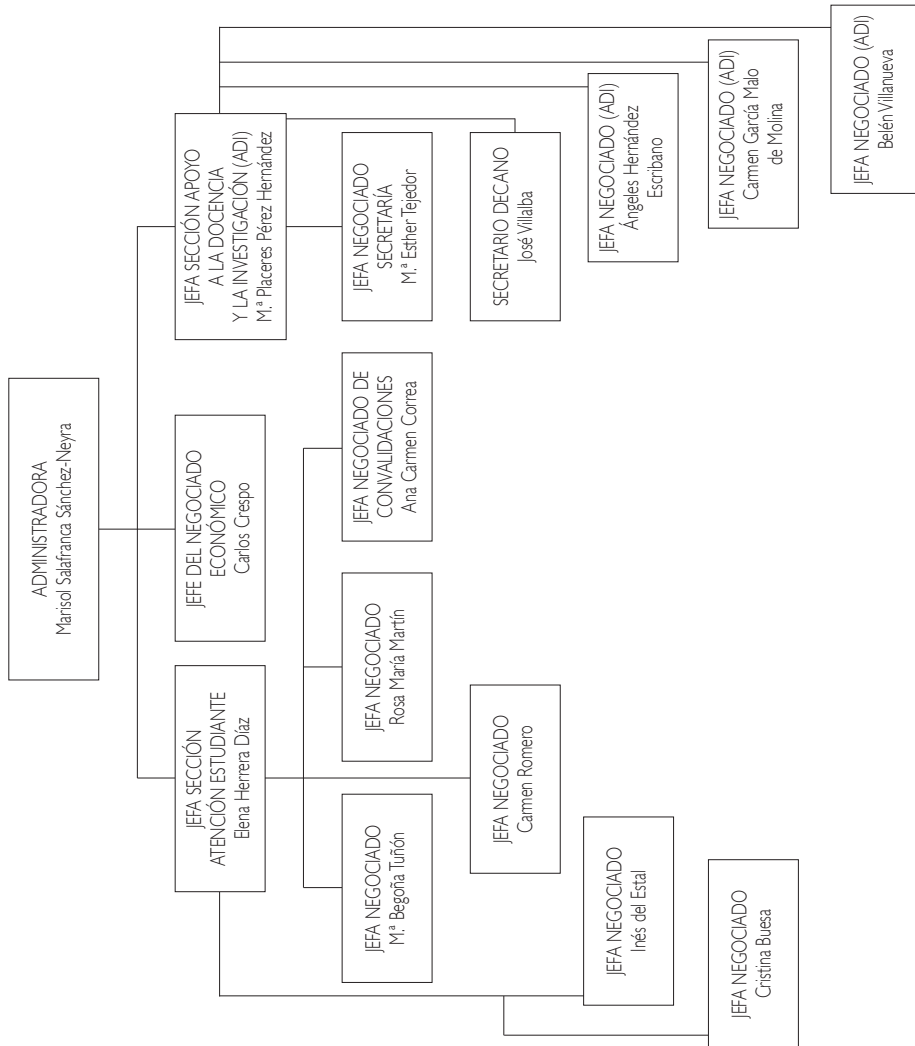 ADMINISTRADORA
Marisol Salafranca Sánchez-Neyra
JEFA SECCIÓN
ATENCIÓN ESTUDIANTE
Elena Herrera Díaz
JEFE DEL NEGOCIADO
ECONÓMICO
Carlos Crespo
JEFA SECCIÓN APOYO
A LA DOCENCIA
Y LA INVESTIGACIÓN (ADI)
M.ª Placeres Pérez Hernández
JEFA NEGOCIADO
M.ª Begoña Tuñón
JEFA NEGOCIADO
Rosa María Martín
JEFA NEGOCIADO DE
CONVALIDACIONES
Ana Carmen Correa
JEFA NEGOCIADO
SECRETARÍA
M.ª Esther Tejedor
JEFA NEGOCIADO
Carmen Romero
SECRETARIO DECANO
José Villalba
JEFA NEGOCIADO
Inés del Estal
JEFA NEGOCIADO (ADI)
Ángeles Hernández
Escribano
JEFA NEGOCIADO
Cristina Buesa
JEFA NEGOCIADO (ADI)
Carmen García Malo
de Molina
JEFA NEGOCIADO (ADI)
Belén Villanueva